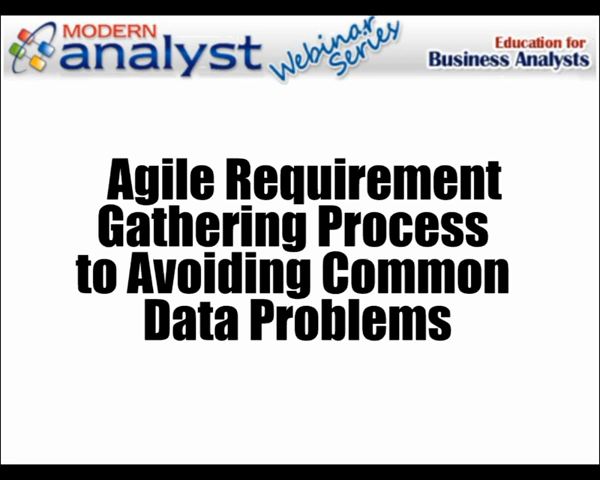 MODERN
analyst
Webinar
Series
Education for
Business Analysts
Agile Requirement
Gathering Process
to Avoiding Common
Data Problems